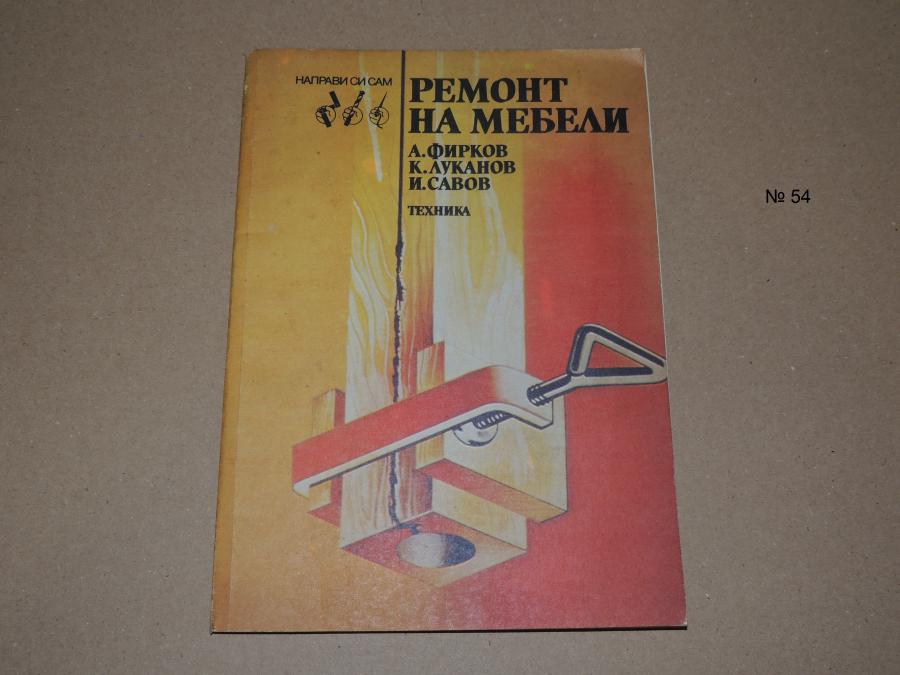 НАПРАВИ СИ САМ
РЕМОНТ
НА МЕБЕЛИ
А. ФИРКОВ
К. ЛУКАНОВ
И. САВОВ
ТЕХНИКА
№ 54